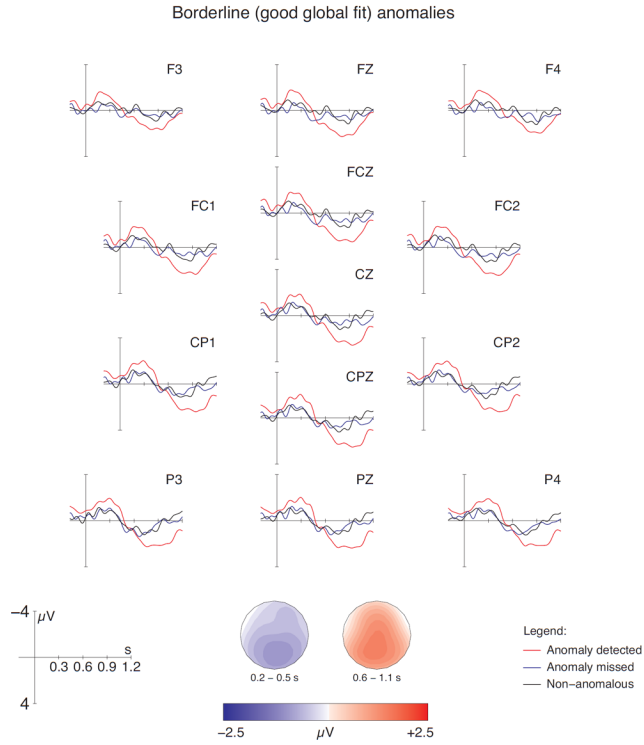 Borderline (good global fit) anomalies
F3
FZ
F4
FCZ
FC1
FC2
CZ
CP1
CP2
CPZ
P3
PZ
P4
−4
μV
s
0.3 0.6 0.9 1.2
4
0.2 − 0.5 s
0.6 − 1.1 s
Legend:
Anomaly detected
Anomaly missed
Non−anomalous
−2.5
μV
+2.5